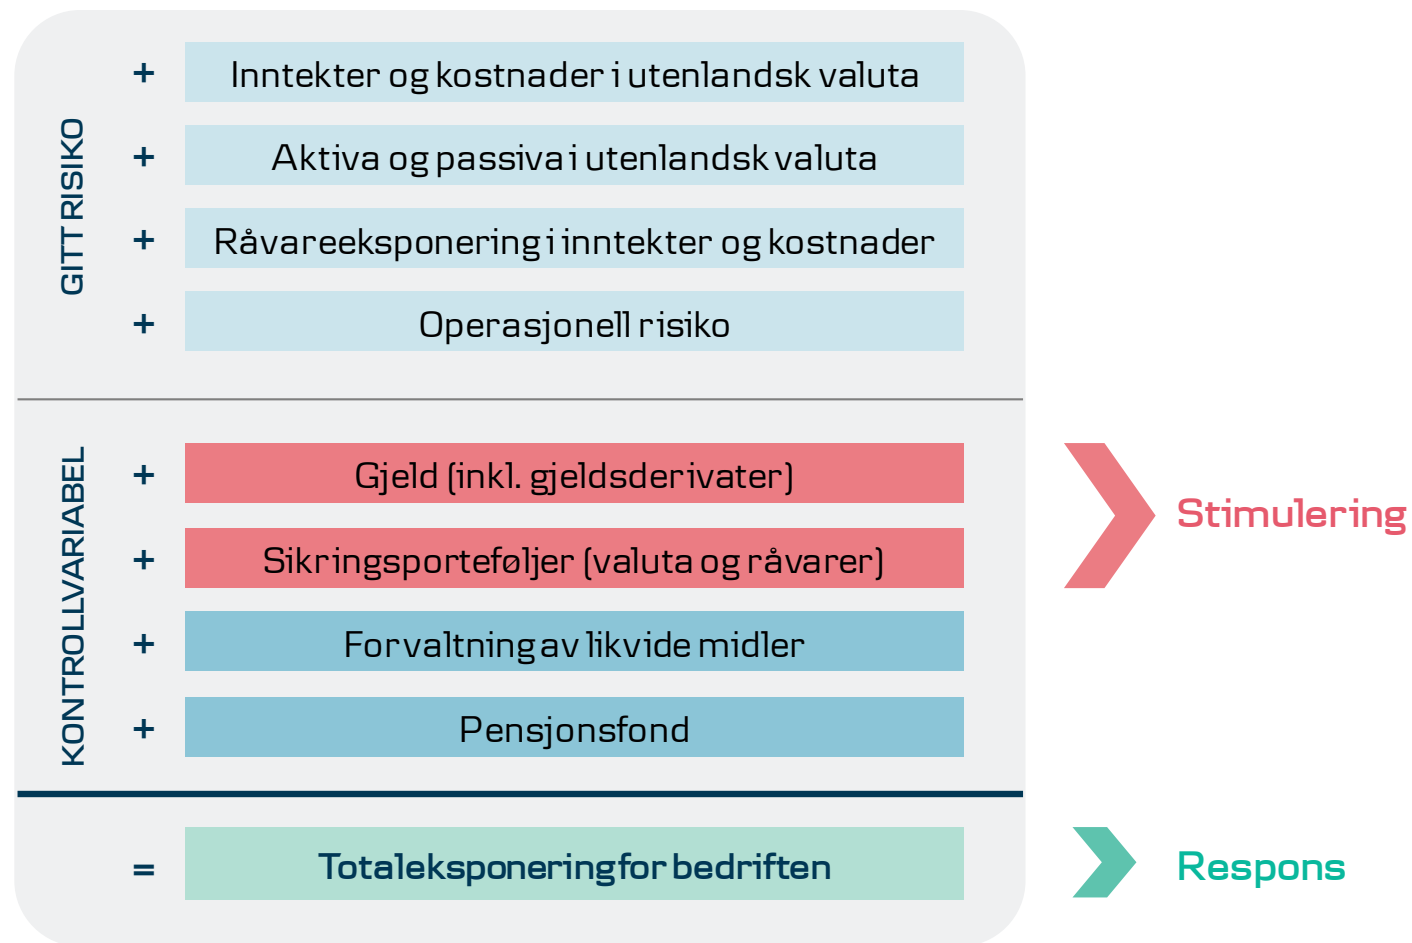 GITT RISIKO
+ Inntekter og kostnader i utenlandsk valuta
+ Aktiva og passiva i utenlandsk valuta
+ Råvareeksponering i inntekter og kostnader
+ Operasjonell risiko
KONTROLLVARIABEL
+ Gjeld (inkl. gjeldsderivater)
+ Sikringsporteføljer (valuta og råvarer)
Stimulering
+ Forvaltning av likvide midler
+ Pensjonsfond
= Totaleksponering for bedriften
Respons